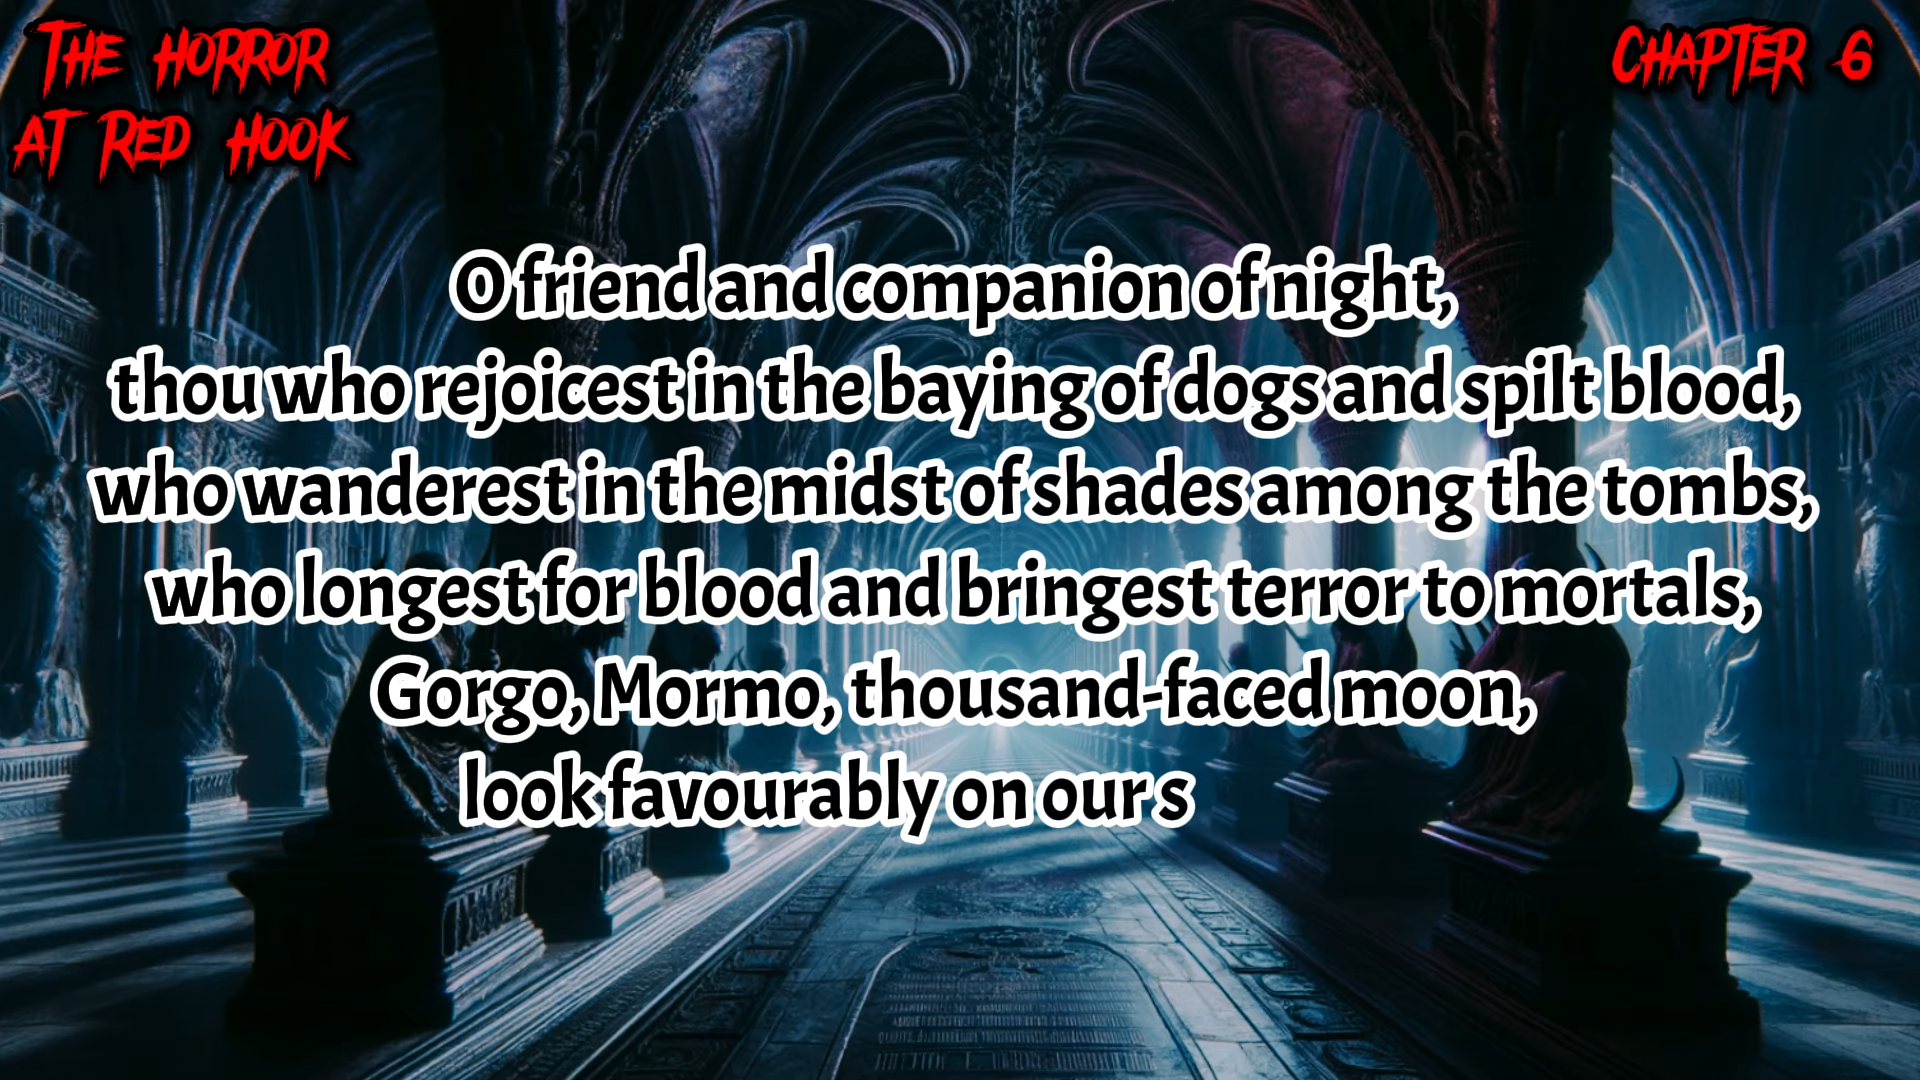 The Horror
at Red Hook
Chapter 6
O friend and companion of night,
thou who rejoicest in the baying of dogs and spilt blood,
who wanderest in the midst of shades among the tombs,
who longest for blood and bringest terror to mortals,
Gorgo, Mormo, thousand-faced moon,
look favourably on our s